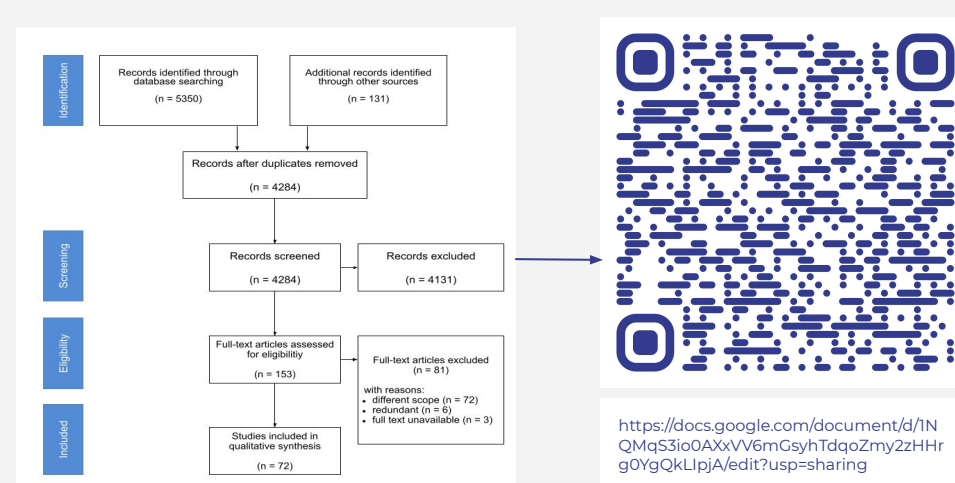 Identification
Records identified through
database searching
(n = 5350)
Additional records identified
through other sources
(n = 131)
Records after duplicates removed
(n = 4284)
Screening
Records screened
(n = 4284)
Records excluded
(n = 4131)
Eligibility
Full-text articles assessed
for eligibilitiy
(n = 153)
Full-text articles excluded
(n = 81)
with reasons:
• different scope (n = 72)
• redundant (n = 6)
• full text unavailable (n = 3)
Included
Studies included in
qualitative synthesis
(n = 72)
https://docs.google.com/document/d/1N
QMqS3io0AXxVV6mGsyhTdqoZmy2zHHr
g0YgQkLIpjA/edit?usp=sharing